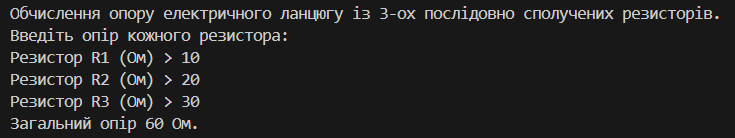 Обчислення опору електричного ланцюгу із 3-ох послідовно сполучених резисторів.
Введіть опір кожного резистора:
Резистор R1 (Ом) > 10
Резистор R2 (Ом) > 20
Резистор R3 (Ом) > 30
Загальний опір 60 Ом.